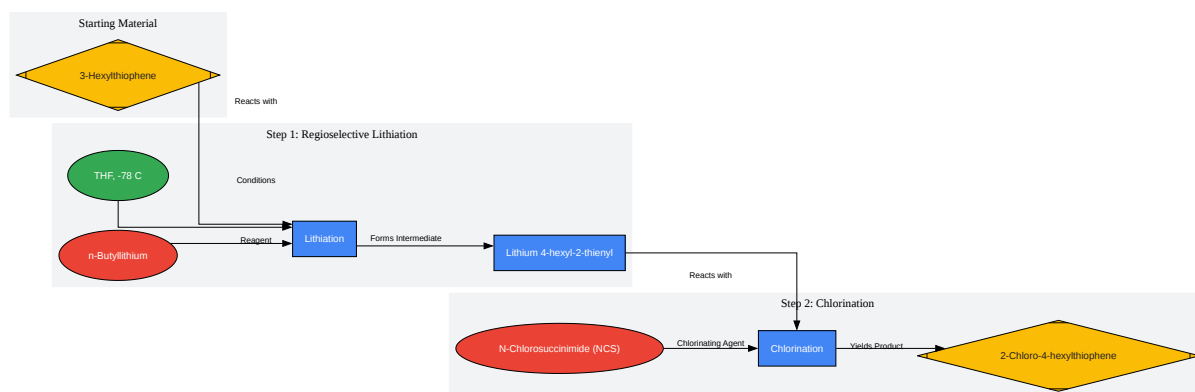 Starting Material
3-Hexylthiophene
Reacts with
Step 1: Regioselective Lithiation
THF, -78 C
Conditions
n-Butyllithium
Reagent
Lithiation
Forms Intermediate
Lithium 4-hexyl-2-thienyl
Reacts with
Step 2: Chlorination
N-Chlorosuccinimide (NCS)
Chlorinating Agent
Chlorination
Yields Product
2-Chloro-4-hexylthiophene